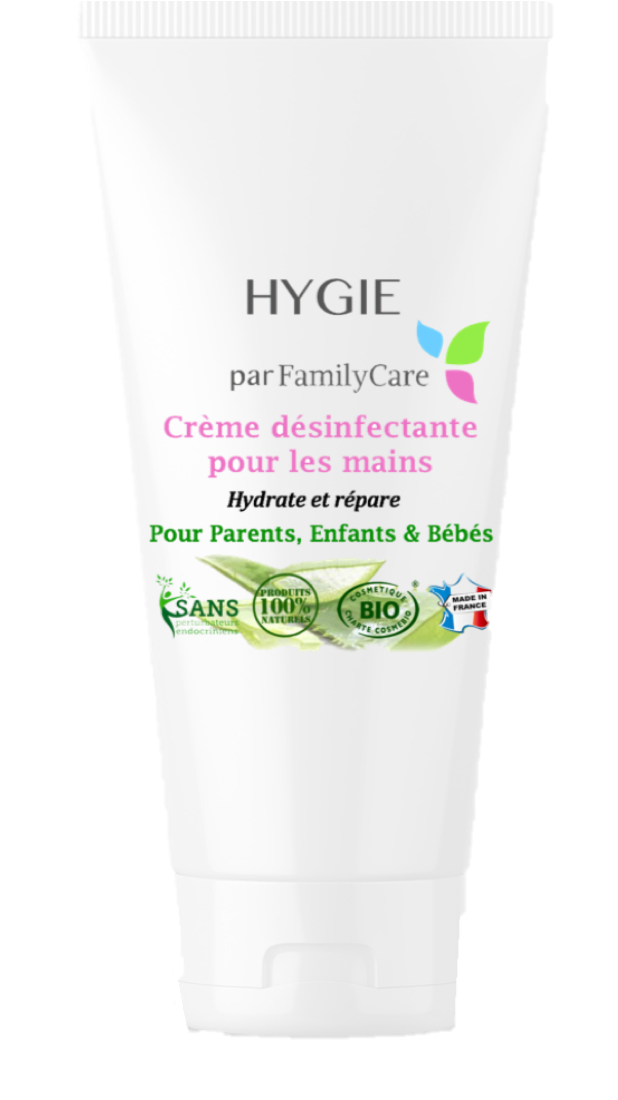 HYGIE
par FamilyCare
Crème désinfectante
pour les mains
Hydrate et répare
Pour Parents, Enfants & Bébés
SANS
perturbateurs
endocriniens
PRODUITS
100%
NATURELS
COSMETIQUE
BIO
CHARTE COSMEBIO
®
MADE IN
FRANCE